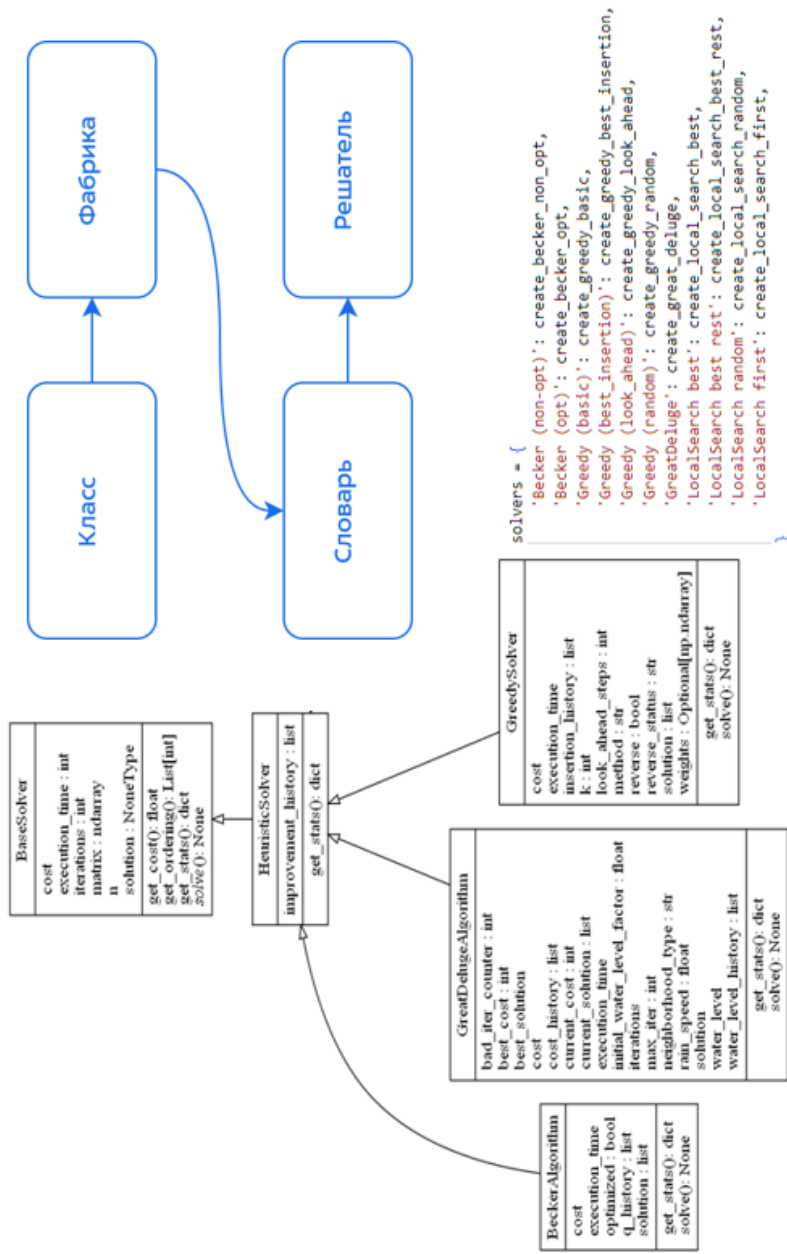 BaseSolver
cost
execution_time : int
iterations : int
matrix : ndarray
n
solution : NoneType
get_cost(): float
get_ordering(): List[int]
get_stats(): dict
solve(): None
HeuristicSolver
improvement_history : list
get_stats(): dict
BeckerAlgorithm
cost
execution_time
optimized : bool
q_history : list
solution : list
get_stats(): dict
solve(): None
GreatDelugeAlgorithm
bad_iter_counter : int
best_cost : int
best_solution
cost
cost_history : list
current_cost : int
current_solution : list
execution_time
initial_water_level_factor : float
iterations
max_iter : int
neighborhood_type : str
rain_speed : float
solution
water_level
water_level_history : list
get_stats(): dict
solve(): None
GreedySolver
cost
execution_time
insertion_history : list
k : int
look_ahead_steps : int
method : str
reverse : bool
reverse_status : str
solution : list
weights : Optional[np.ndarray]
get_stats(): dict
solve(): None
Класс
Фабрика
Словарь
Решатель
solvers = {
'Becker (non-opt)': create_becker_non_opt,
'Becker (opt)': create_becker_opt,
'Greedy (basic)': create_greedy_basic,
'Greedy (best_insertion)': create_greedy_best_insertion,
'Greedy (look_ahead)': create_greedy_look_ahead,
'Greedy (random)': create_greedy_random,
'GreatDeluge': create_great_deluge,
'LocalSearch best': create_local_search_best,
'LocalSearch best rest': create_local_search_best_rest,
'LocalSearch random': create_local_search_random,
'LocalSearch first': create_local_search_first,
}